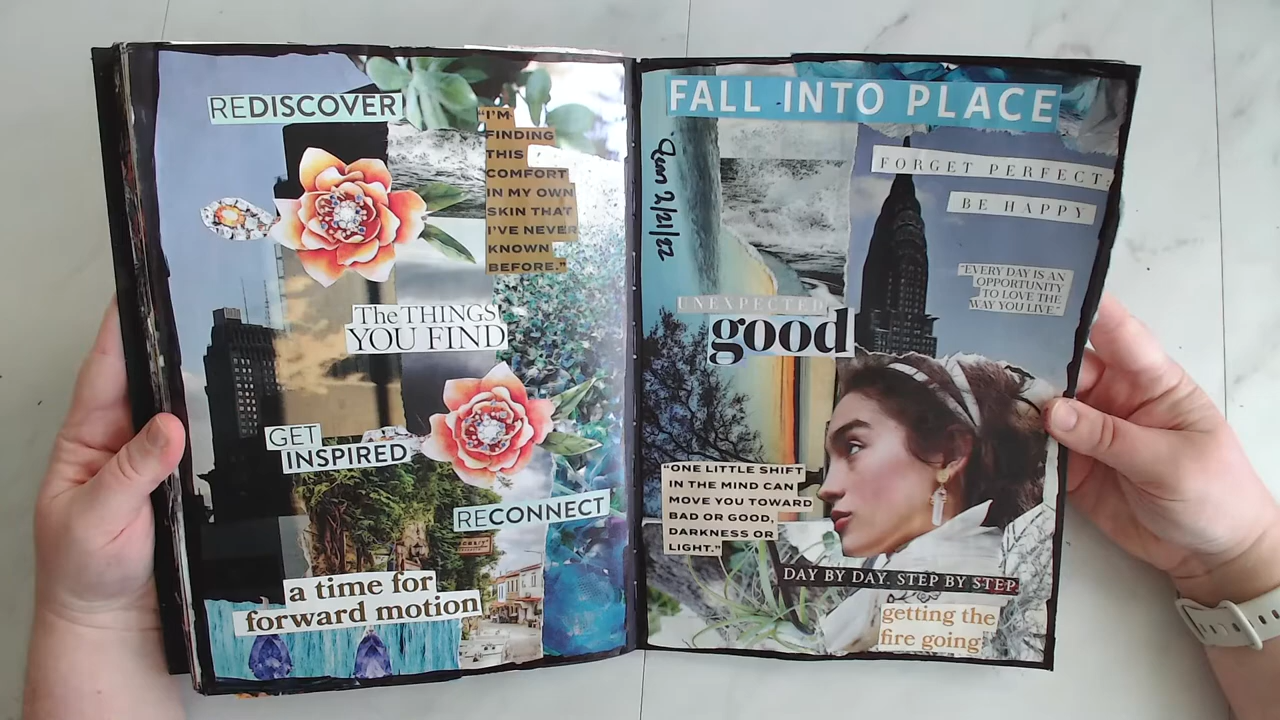 REDISCOVER
"I'M
FINDING
THIS
COMFORT
IN MY OWN
SKIN THAT
I'VE NEVER
KNOWN
BEFORE."
The THINGS
YOU FIND
GET
INSPIRED
RECONNECT
a time for
forward motion
FALL INTO PLACE
2/21/22
FORGET PERFECT.
BE HAPPY
"EVERY DAY IS AN
OPPORTUNITY
TO LOVE THE
WAY YOU LIVE."
UNEXPECTED
good
"ONE LITTLE SHIFT
IN THE MIND CAN
MOVE YOU TOWARD
BAD OR GOOD,
DARKNESS OR
LIGHT."
DAY BY DAY. STEP BY STEP.
getting the
fire going